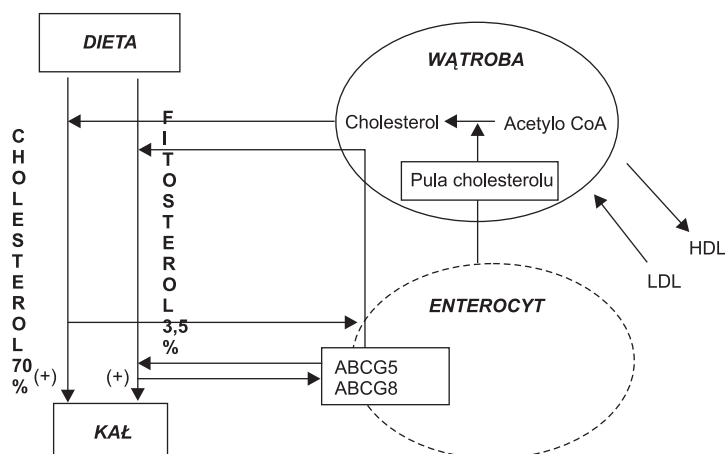 DIETA
WĄTROBA
Cholesterol
Acetylo CoA
Pula cholesterolu
HDL
LDL
ENTEROCYT
CHOLESTEROL
70
%
FITOSTEROL
3,5
%
(+)
(+)
ABCG5
ABCG8
KAŁ